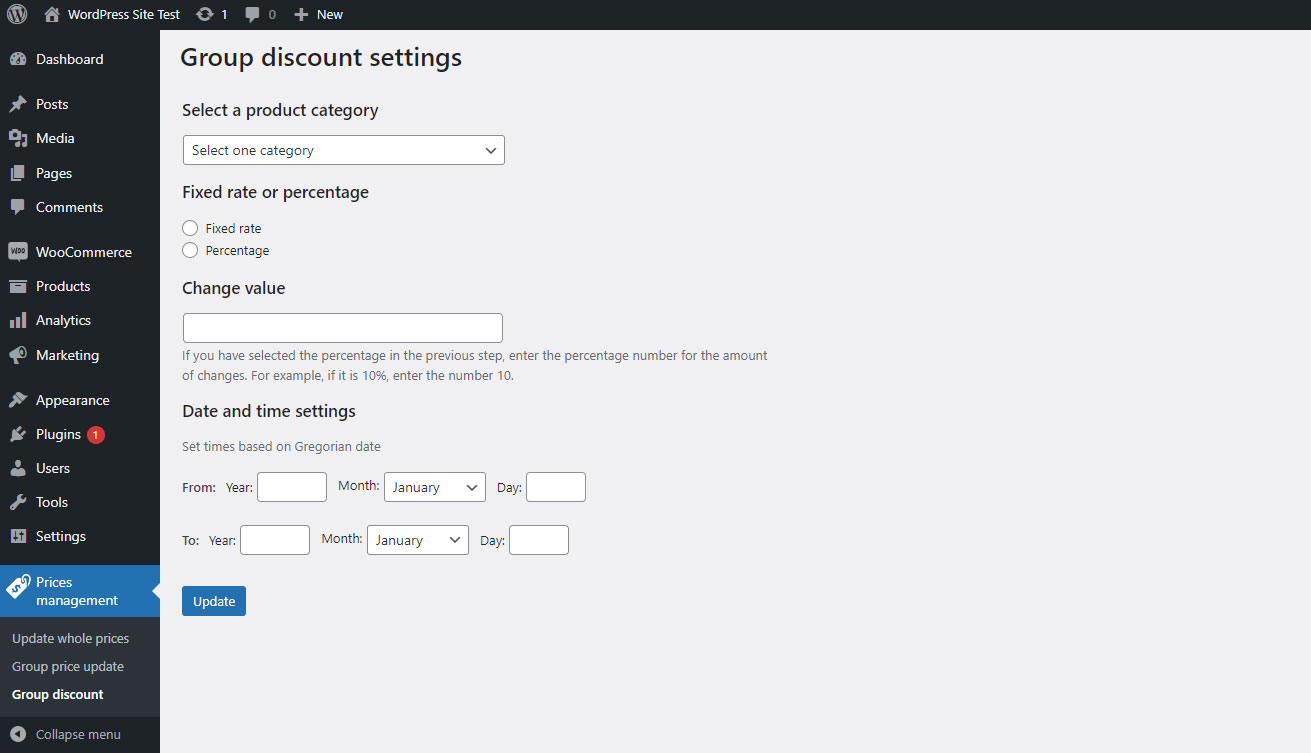 WordPress Site Test 1 0 New
Dashboard
Posts
Media
Pages
Comments
woo WooCommerce
Products
Analytics
Marketing
Appearance
Plugins 1
Users
Tools
Settings
Prices
management
Update whole prices
Group price update
Group discount
Collapse menu
Group discount settings
Select a product category
Select one category
Fixed rate or percentage
Fixed rate
Percentage
Change value
If you have selected the percentage in the previous step, enter the percentage number for the amount
of changes. For example, if it is 10%, enter the number 10.
Date and time settings
Set times based on Gregorian date
From: Year: Month: January Day:
To: Year: Month: January Day:
Update